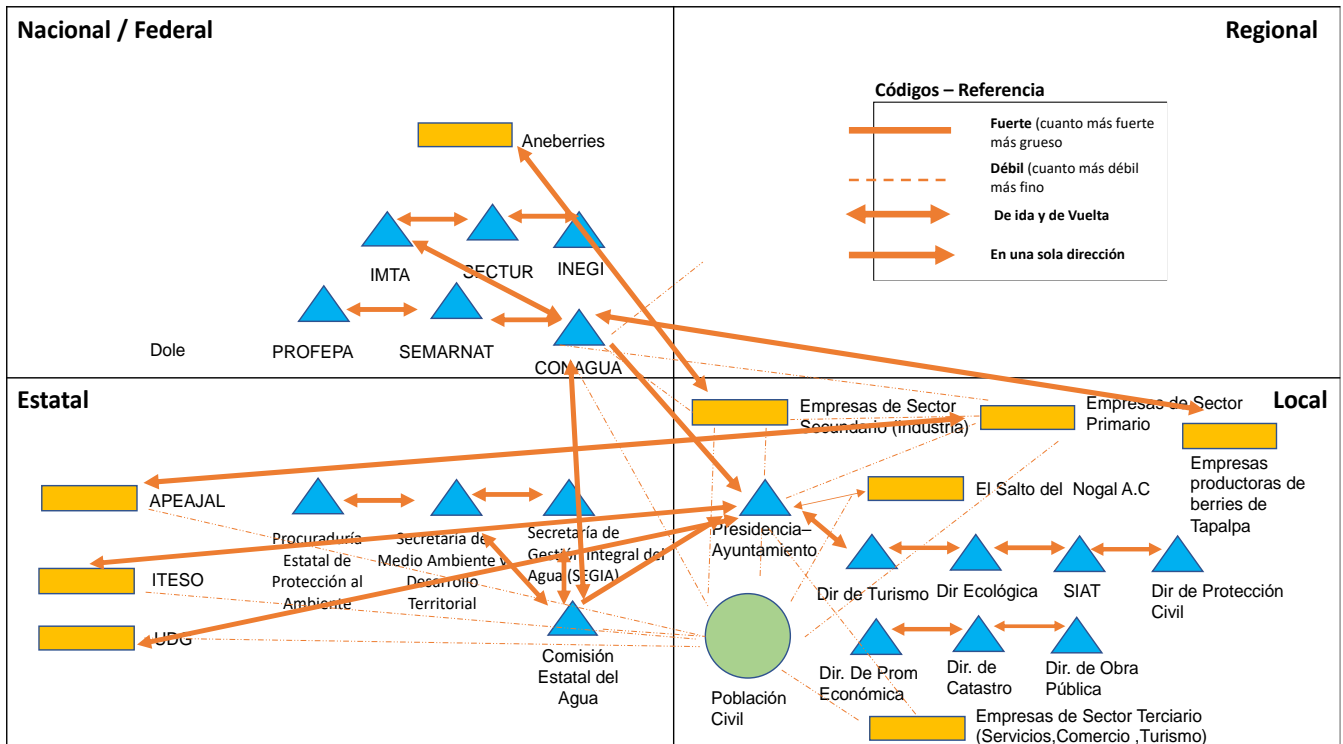 Nacional / Federal
Regional
Códigos – Referencia
Fuerte (cuanto más fuerte
más grueso
Débil (cuanto más débil
más fino
De ida y de Vuelta
En una sola dirección
Aneberries
IMTA
SECTUR
INEGI
Dole
PROFEPA
SEMARNAT
CONAGUA
Estatal
Local
Empresas de Sector
Secundario (Industria)
Empresas de Sector
Primario
Empresas
productoras de
berries de
Tapalpa
APEAJAL
El Salto del Nogal A.C
Procuraduría
Estatal de
Protección al
Ambiente
Secretaría de
Medio Ambiente y
Desarrollo
Territorial
Secretaría de
Gestión Integral del
Agua (SEGIA)
Presidencia–
Ayuntamiento
ITESO
UDG
Dir de Turismo
Dir Ecológica
SIAT
Dir de Protección
Civil
Comisión
Estatal del
Agua
Población
Civil
Dir. De Prom
Económica
Dir. de
Catastro
Dir. de Obra
Pública
Empresas de Sector Terciario
(Servicios,Comercio ,Turismo)